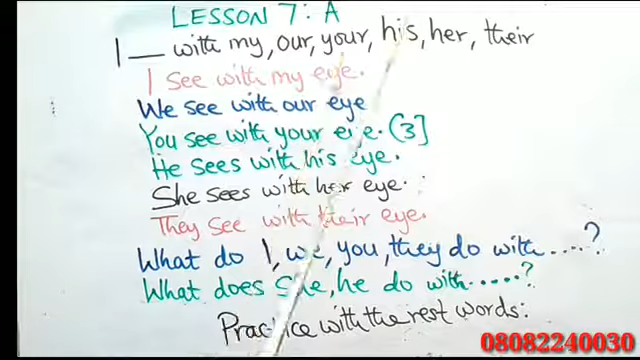 LESSON 7: A
I — with my, our, your, his, her, their
I see with my eye.
We see with our eye
You see with your eye. (3]
He sees with his eye.
She sees with her eye.
They see with their eye.
What do I, we, you, they do with....?
What does She, he do with.....?
Practice with the rest words:
08082240030